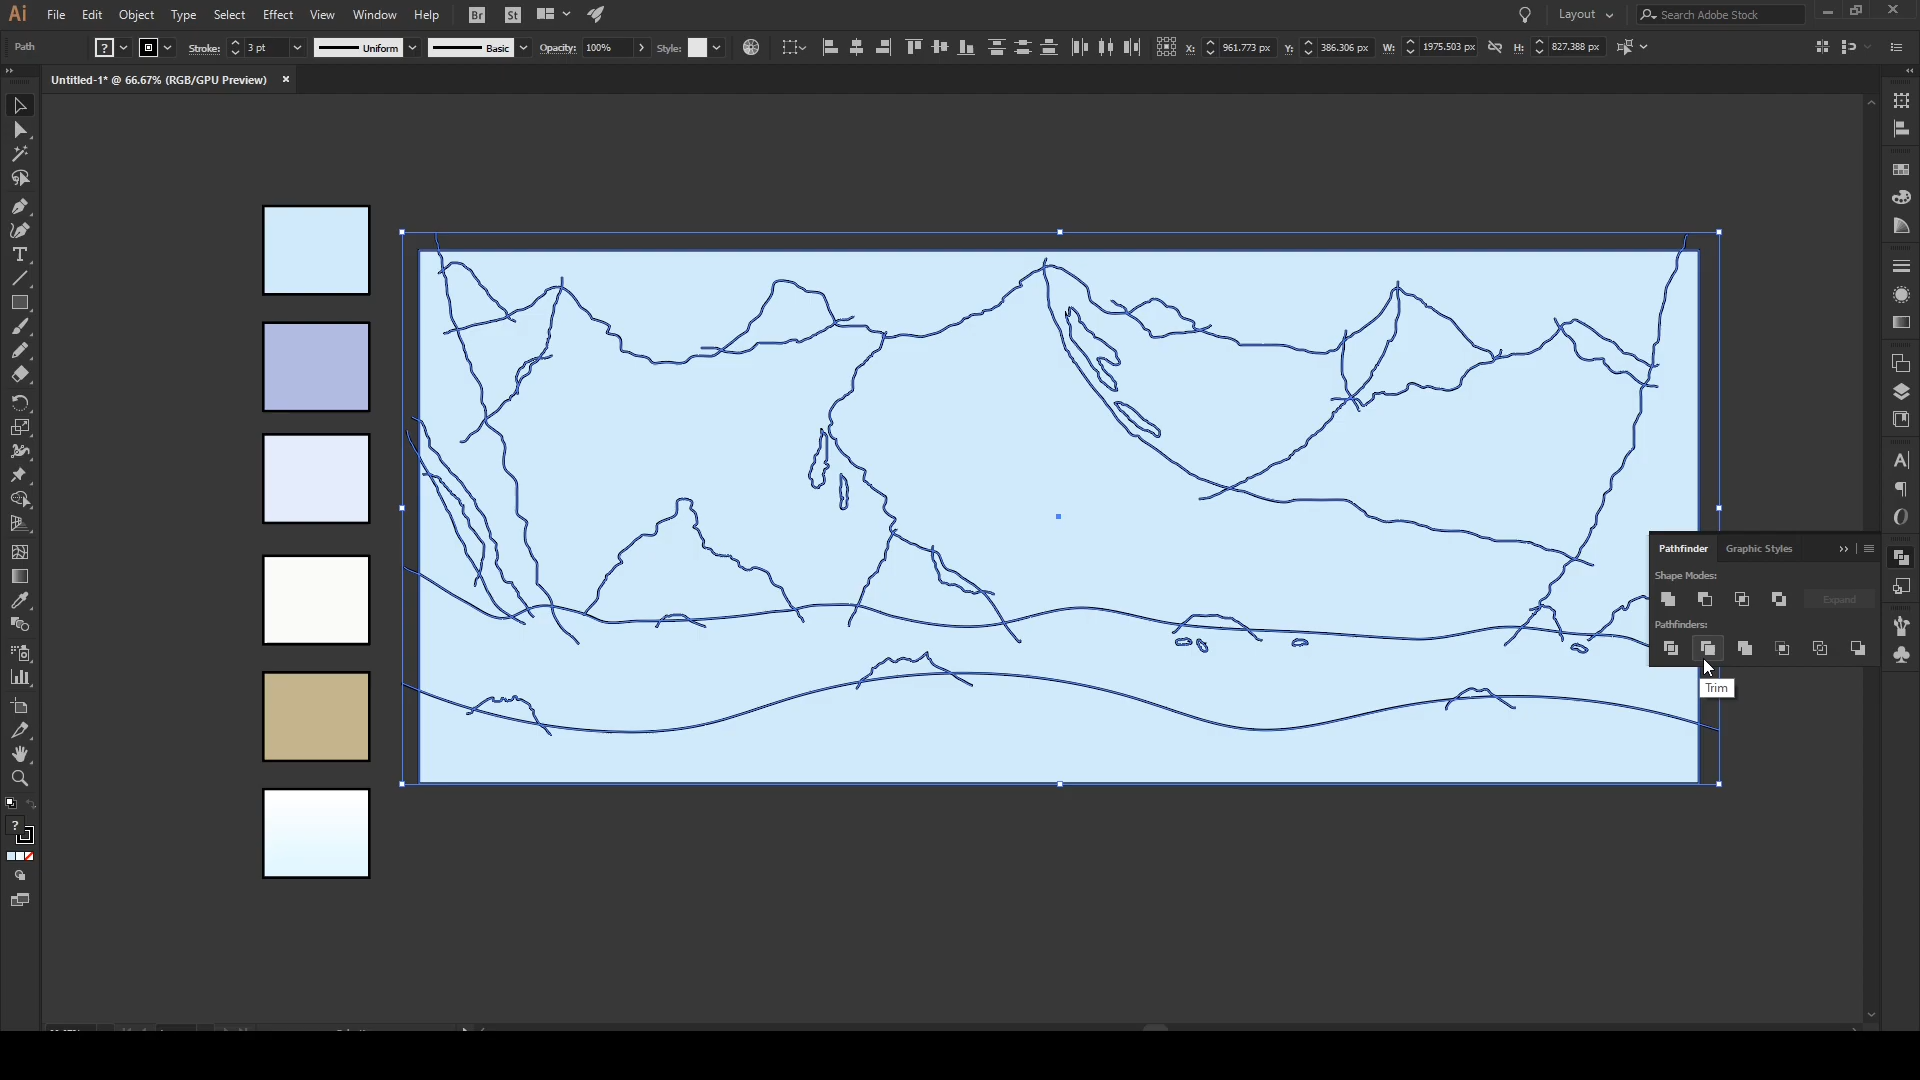 Ai File Edit Object Type Select Effect View Window Help Br St Layout Search Adobe Stock
Path ? Stroke: 3 pt Uniform Basic Opacity: 100% Style: X: 961.773 px Y: 386.306 px W: 1975.503 px H: 827.388 px
Untitled-1* @ 66.67% (RGB/GPU Preview) ×
Pathfinder Graphic Styles
Shape Modes:
Expand
Pathfinders:
Trim
?